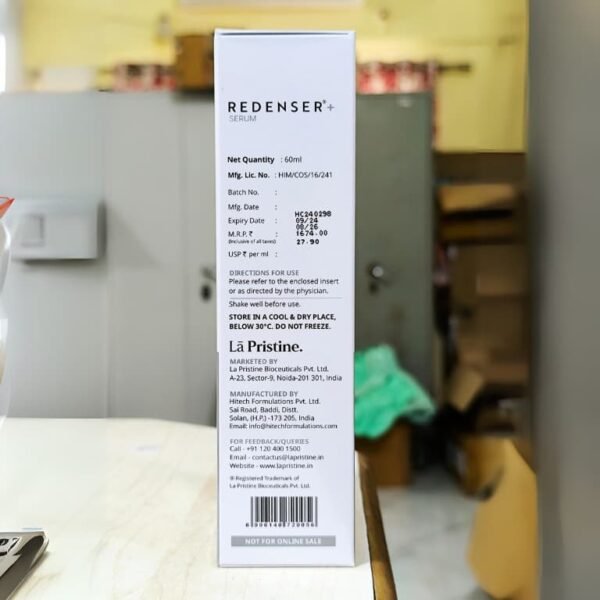 REDENSER®+
SERUM
Net Quantity : 60ml
Mfg. Lic. No. : HIM/COS/16/241
Batch No. : HC240298
Mfg. Date : 09/24
Expiry Date : 08/26
M.R.P. ₹ : 1674.00
(Inclusive of all taxes)
USP ₹ per ml : 27.90
DIRECTIONS FOR USE
Please refer to the enclosed insert
or as directed by the physician.
Shake well before use.
STORE IN A COOL & DRY PLACE,
BELOW 30°C. DO NOT FREEZE.
Lā Pristine.
MARKETED BY
La Pristine Bioceuticals Pvt. Ltd.
A-23, Sector-9, Noida-201 301, India
MANUFACTURED BY
Hitech Formulations Pvt. Ltd.
Sai Road, Baddi, Distt.
Solan, (H.P.) -173 205, India
Email: info@hitechformulations.com
FOR FEEDBACK/QUERIES
Call - +91 120 400 1500
Email - contactus@lapristine.in
Website - www.lapristine.in
® Registered Trademark of
La Pristine Bioceuticals Pvt. Ltd.
NOT FOR ONLINE SALE